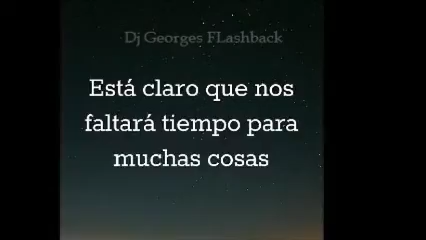 Dj Georges FLashback
Está claro que nos
faltará tiempo para
muchas cosas